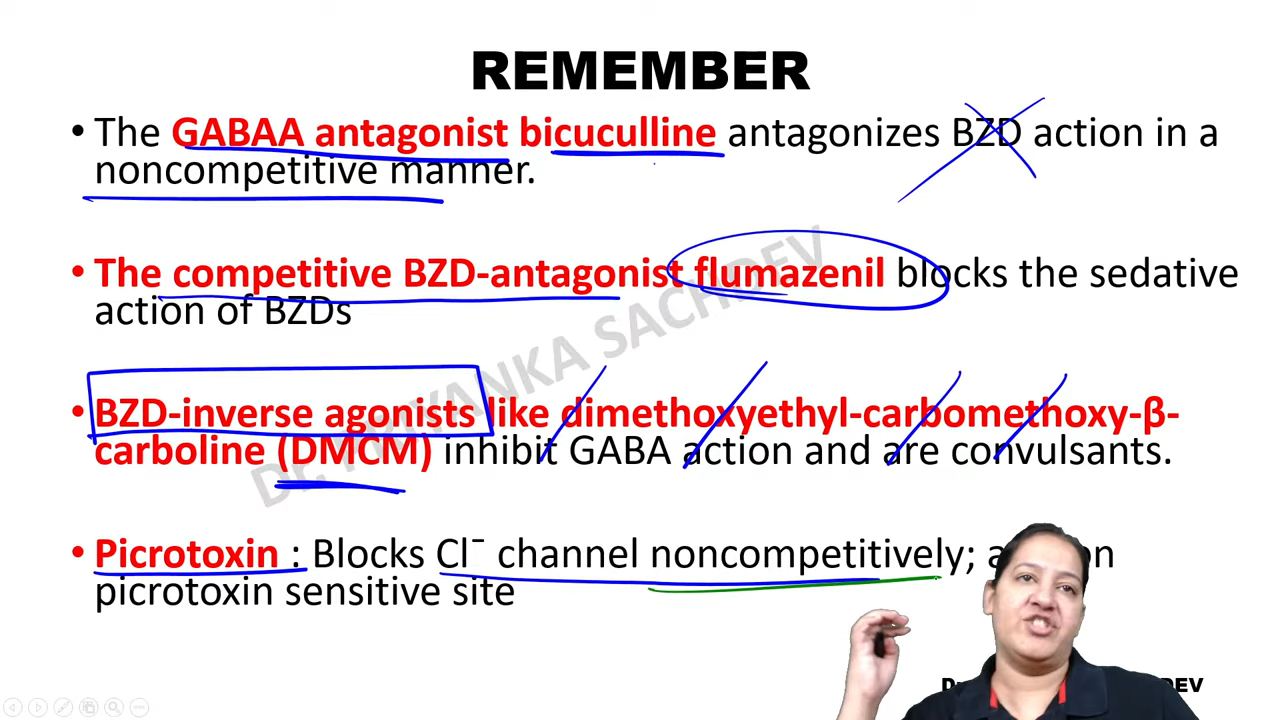 REMEMBER
• The GABAA antagonist bicuculline antagonizes BZD action in a
noncompetitive manner.
• The competitive BZD-antagonist flumazenil blocks the sedative
action of BZDs
• BZD-inverse agonists like dimethoxyethyl-carbomethoxy-β-
carboline (DMCM) inhibit GABA action and are convulsants.
• Picrotoxin : Blocks Cl⁻ channel noncompetitively;
picrotoxin sensitive site
DR. PRIYANKA SACHDEV